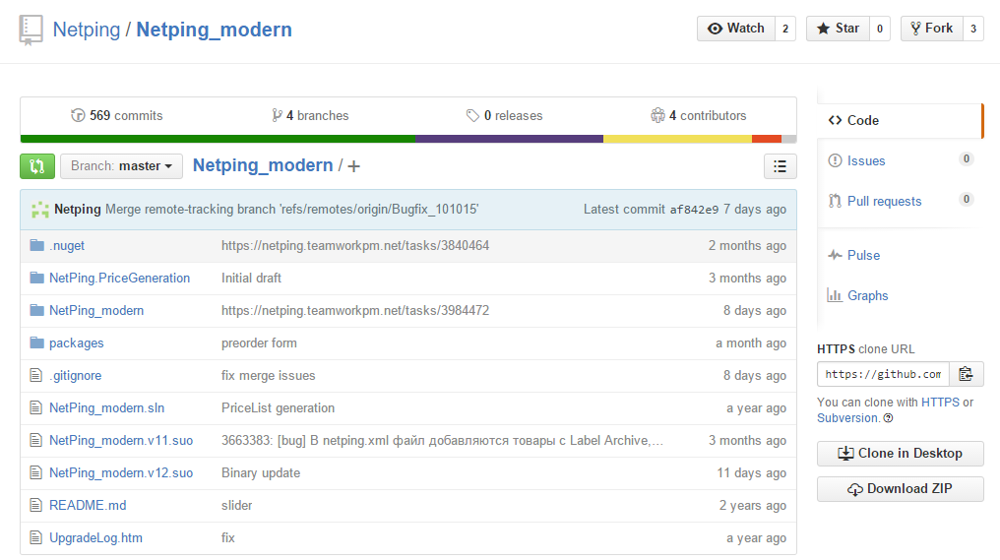 Netping / Netping_modern
Watch 2 Star 0 Fork 3
569 commits 4 branches 0 releases 4 contributors
Branch: master Netping_modern / +
Netping Merge remote-tracking branch 'refs/remotes/origin/Bugfix_101015' Latest commit af842e9 7 days ago
.nuget https://netping.teamworkpm.net/tasks/3840464 2 months ago
NetPing.PriceGeneration Initial draft 3 months ago
NetPing_modern https://netping.teamworkpm.net/tasks/3984472 8 days ago
packages preorder form a month ago
.gitignore fix merge issues 8 days ago
NetPing_modern.sln PriceList generation a year ago
NetPing_modern.v11.suo 3663383: [bug] В netping.xml файл добавляются товары с Label Archive,... 3 months ago
NetPing_modern.v12.suo Binary update 11 days ago
README.md slider 2 years ago
UpgradeLog.htm fix a year ago
Code
Issues 0
Pull requests 0
Pulse
Graphs
HTTPS clone URL
https://github.com
You can clone with HTTPS or
Subversion.
Clone in Desktop
Download ZIP